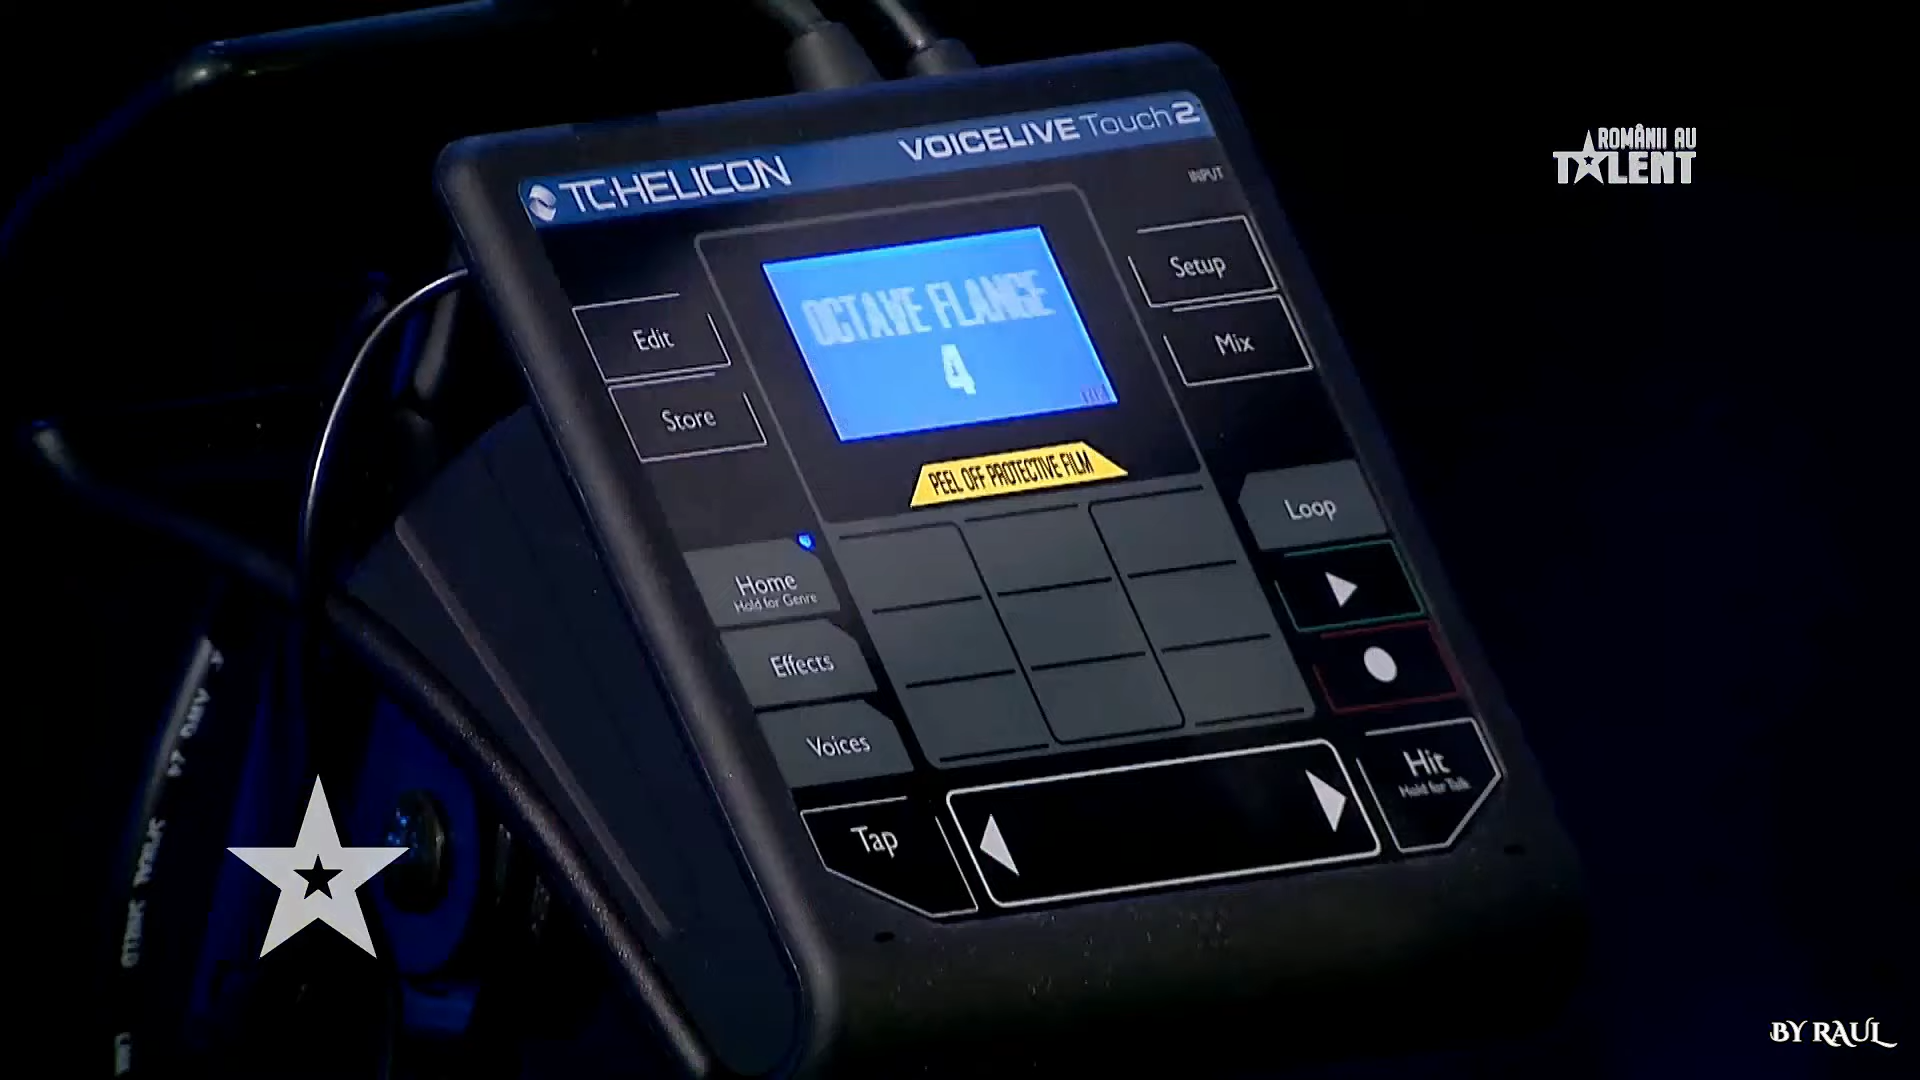 TC·HELICON
VOICELIVE Touch 2
ROMÂNII AU
TALENT
INPUT
OCTAVE FLANGE
4
Edit
Store
Setup
Mix
PEEL OFF PROTECTIVE FILM
Loop
Home
Hold for Genre
Effects
Voices
Tap
Hit
Hold for Talk
BY RAUL